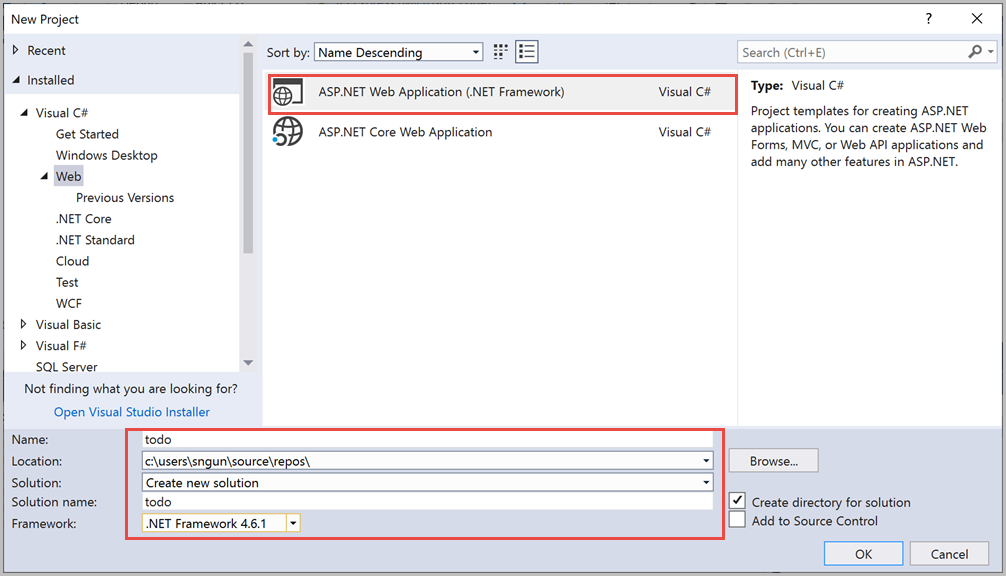 New Project
?
Recent
Installed
Visual C#
Get Started
Windows Desktop
Web
Previous Versions
.NET Core
.NET Standard
Cloud
Test
WCF
Visual Basic
Visual F#
SQL Server
Not finding what you are looking for?
Open Visual Studio Installer
Sort by: Name Descending
ASP.NET Web Application (.NET Framework) Visual C#
ASP.NET Core Web Application Visual C#
Search (Ctrl+E)
Type: Visual C#
Project templates for creating ASP.NET
applications. You can create ASP.NET Web
Forms, MVC, or Web API applications and
add many other features in ASP.NET.
Name: todo
Location: c:\users\sngun\source\repos\ Browse...
Solution: Create new solution
Solution name: todo
Framework: .NET Framework 4.6.1
Create directory for solution
Add to Source Control
OK Cancel